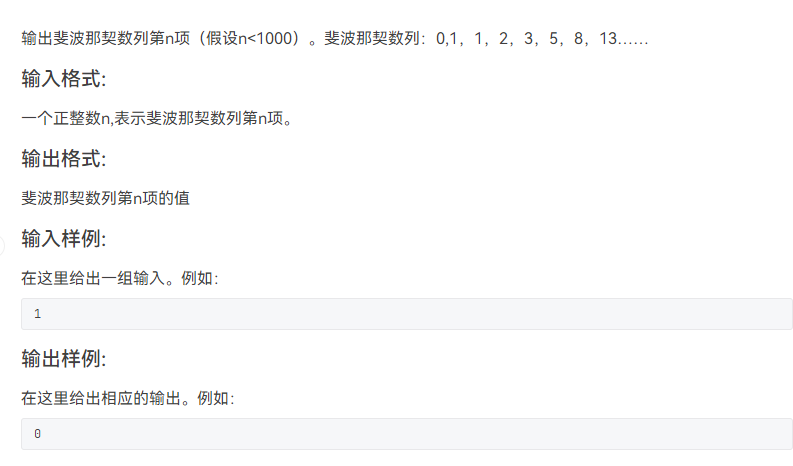 输出斐波那契数列第n项（假设n<1000）。斐波那契数列：0,1，1，2，3，5，8，13……
输入格式:
一个正整数n,表示斐波那契数列第n项。
输出格式:
斐波那契数列第n项的值
输入样例:
在这里给出一组输入。例如：
1
输出样例:
在这里给出相应的输出。例如：
0